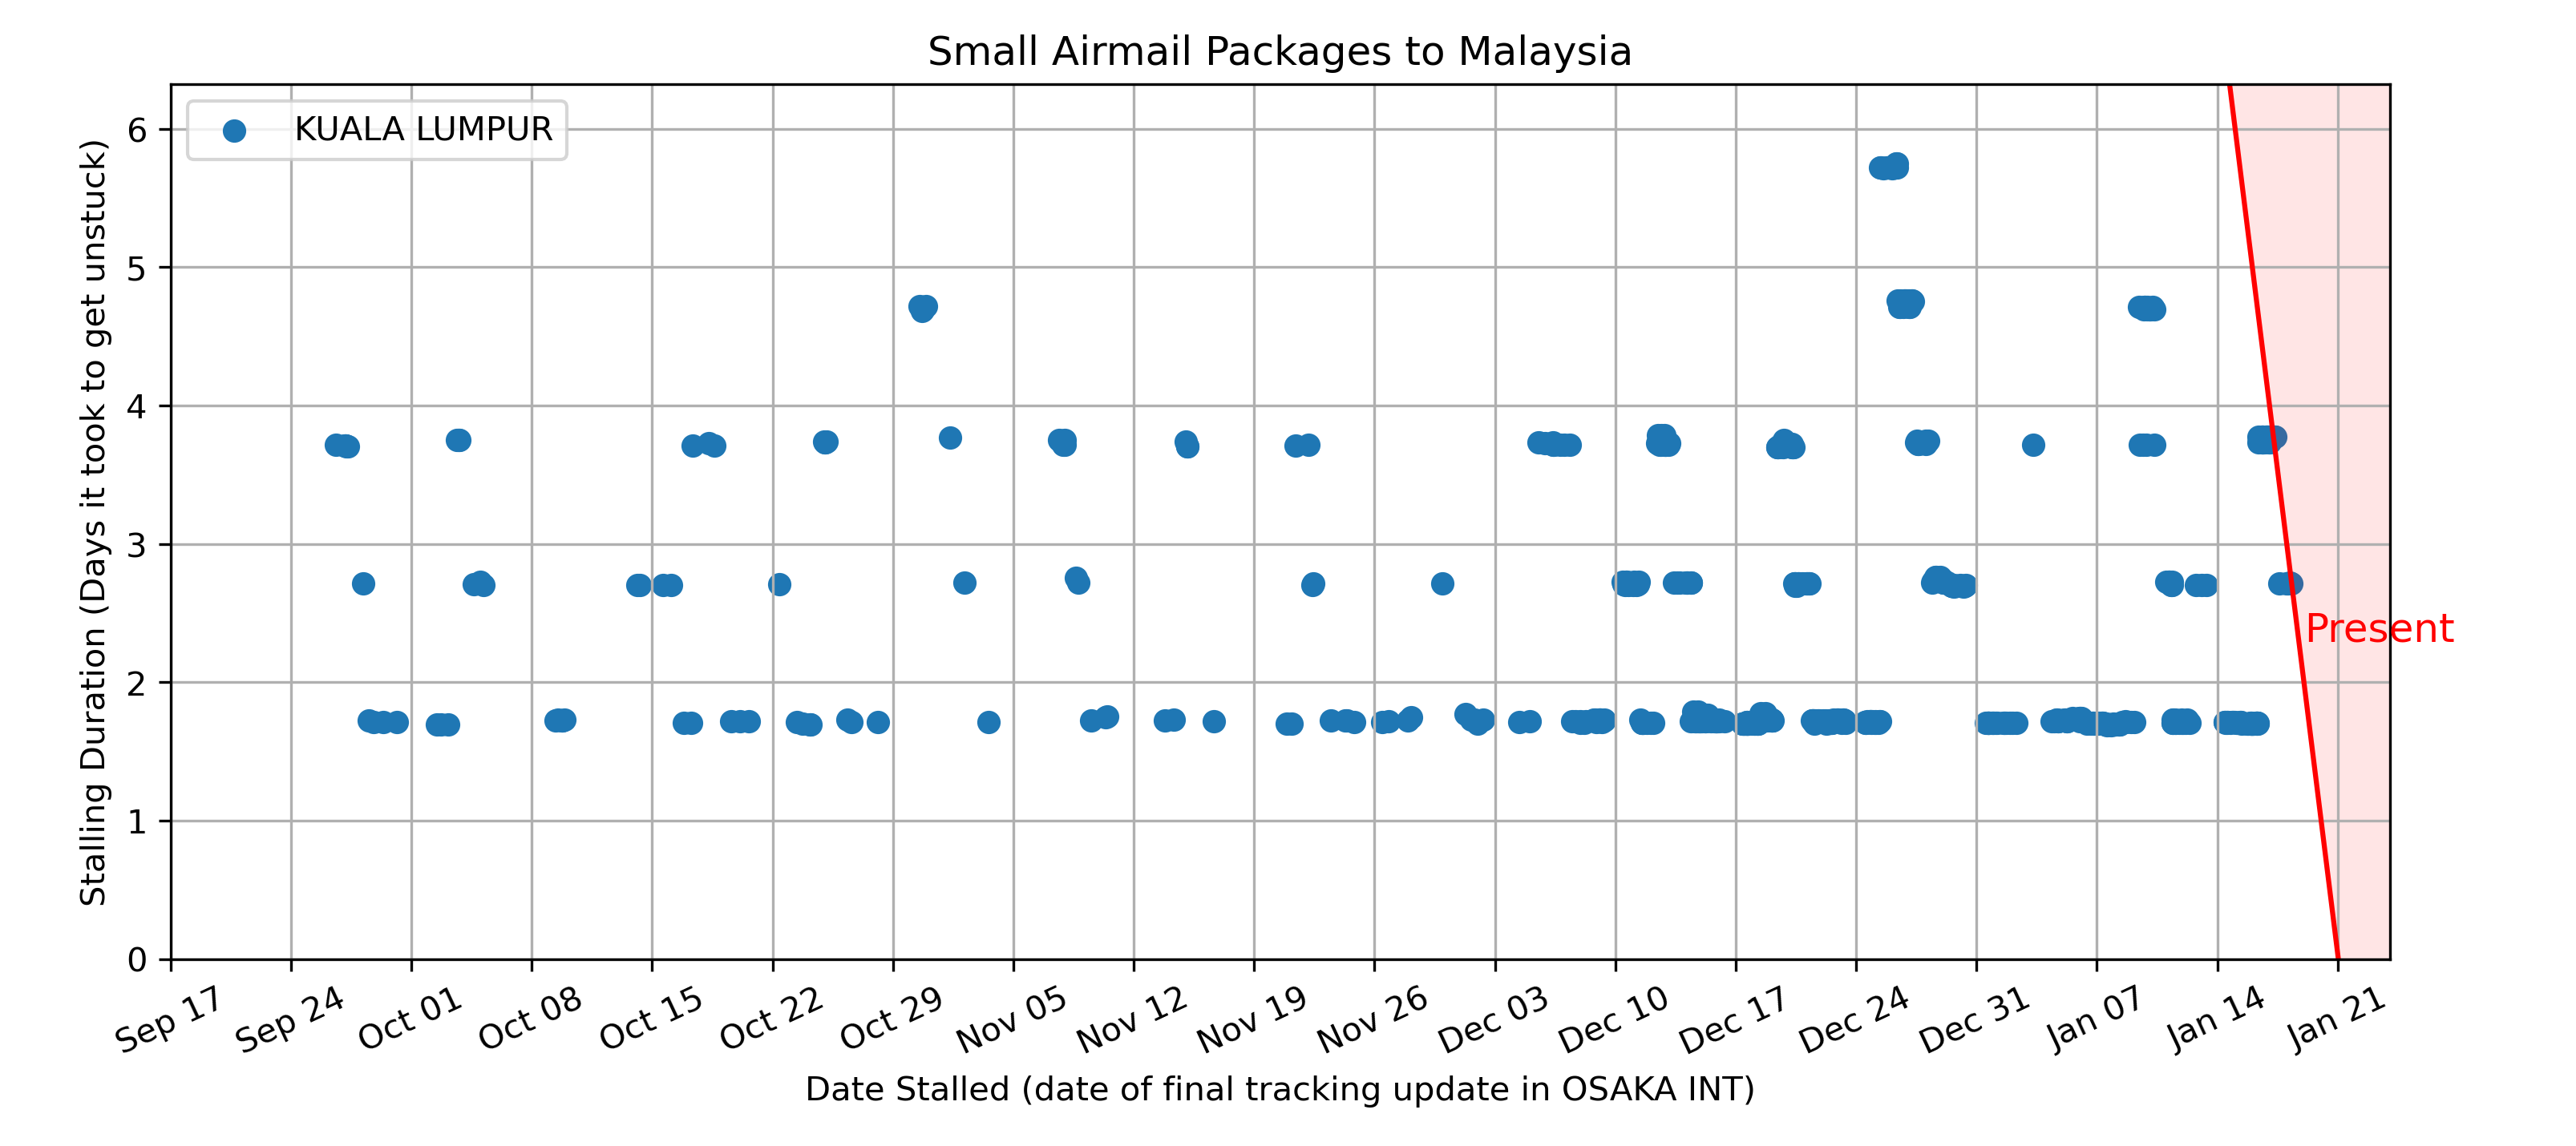 Small Airmail Packages to Malaysia
KUALA LUMPUR
Stalling Duration (Days it took to get unstuck)
6
5
4
3
2
1
0
Present
Sep 17
Sep 24
Oct 01
Oct 08
Oct 15
Oct 22
Oct 29
Nov 05
Nov 12
Nov 19
Nov 26
Dec 03
Dec 10
Dec 17
Dec 24
Dec 31
Jan 07
Jan 14
Jan 21
Date Stalled (date of final tracking update in OSAKA INT)